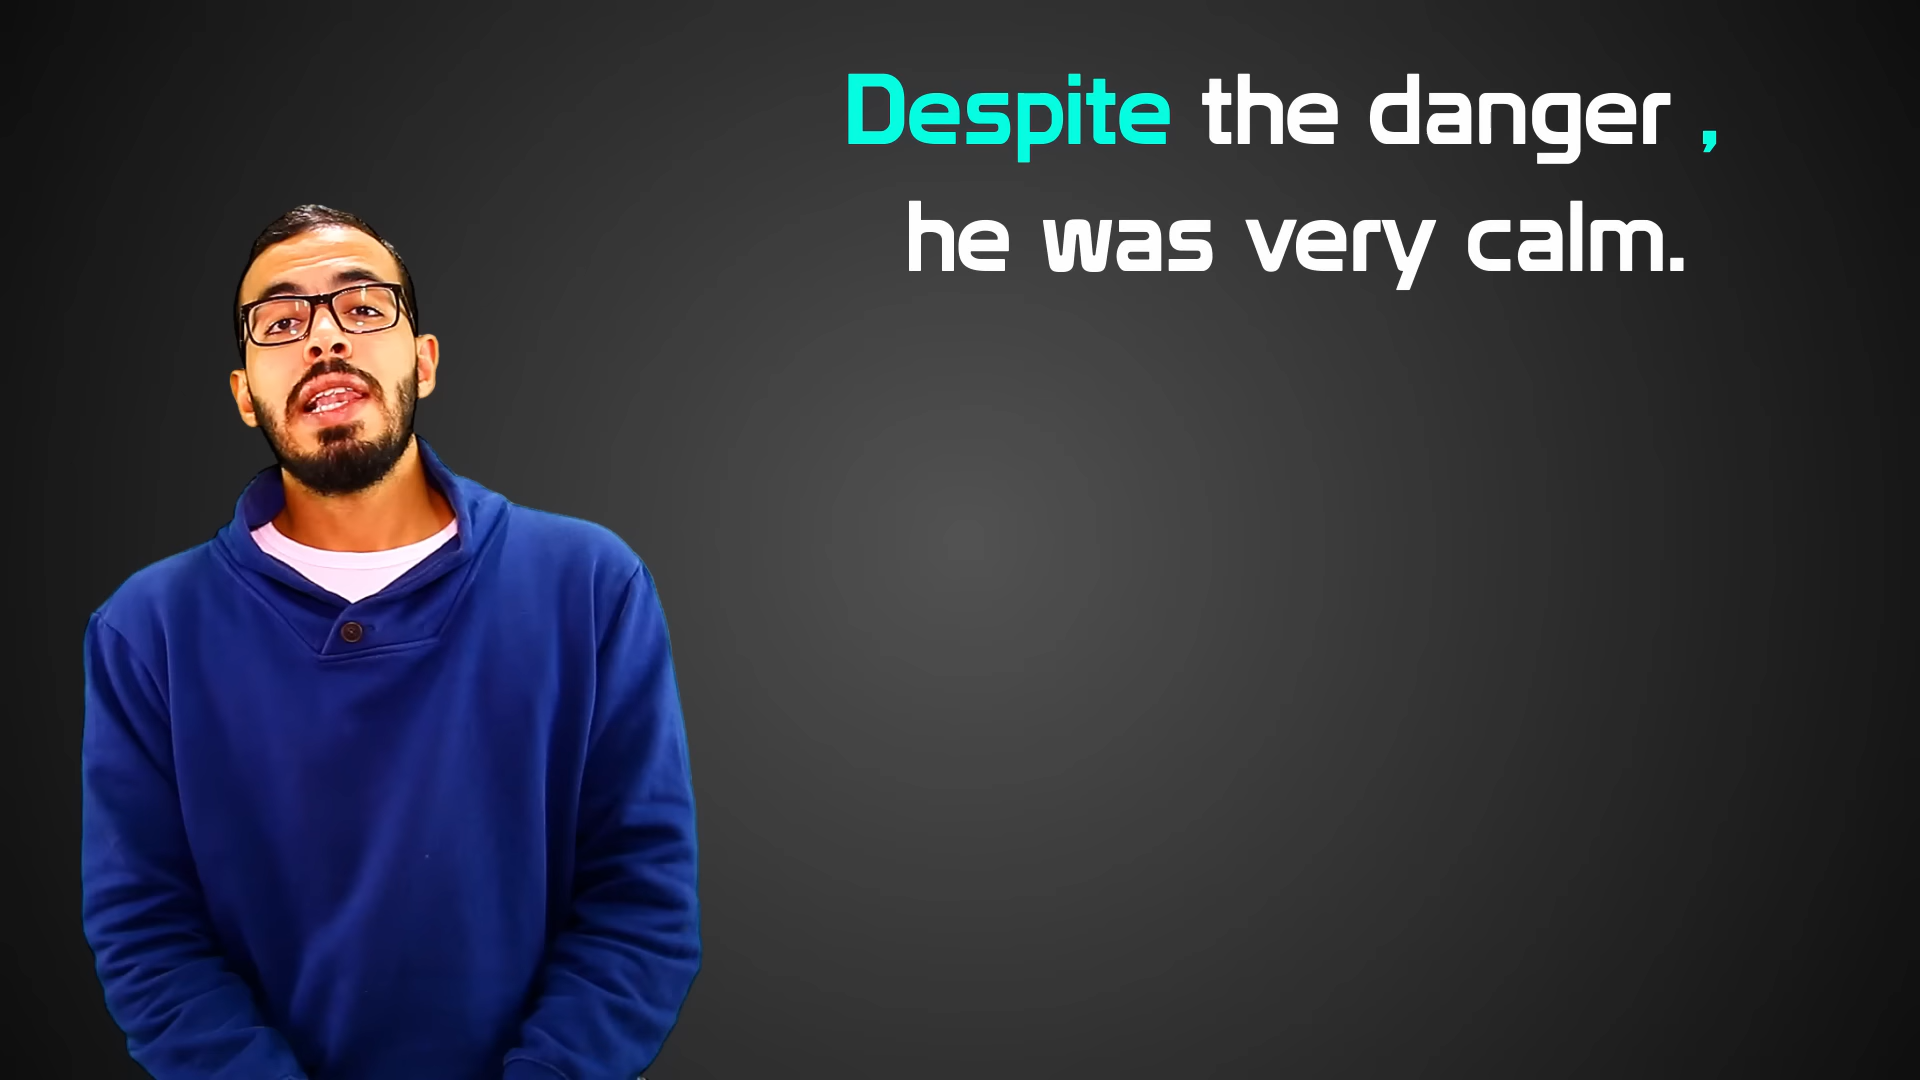 Despite the danger ,
he was very calm.